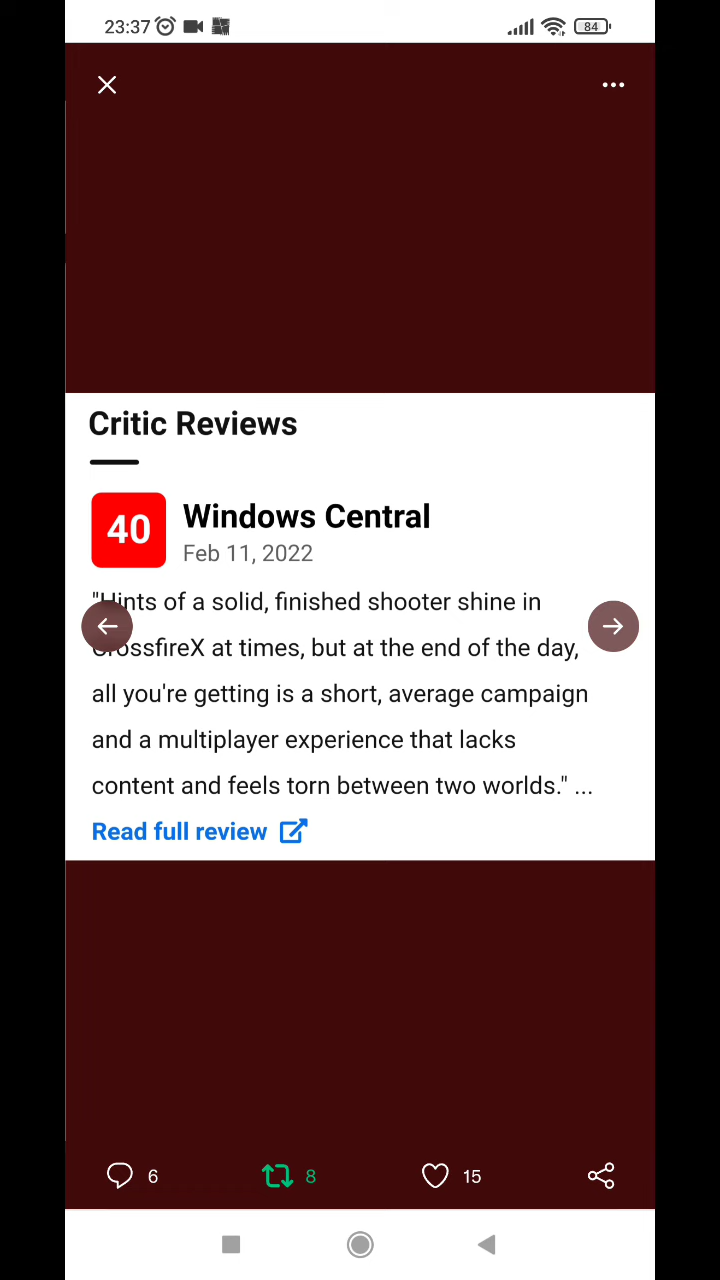 23:37
84
Critic Reviews
40
Windows Central
Feb 11, 2022
"Hints of a solid, finished shooter shine in
CrossfireX at times, but at the end of the day,
all you're getting is a short, average campaign
and a multiplayer experience that lacks
content and feels torn between two worlds." ...
Read full review
6
8
15